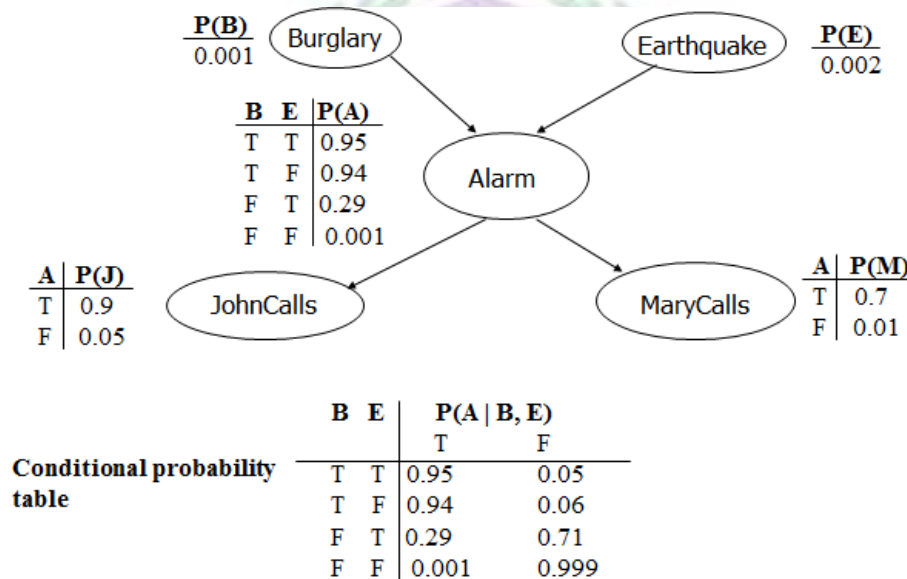 P(B)
0.001
Burglary
Earthquake
P(E)
0.002
B E P(A)
T T 0.95
T F 0.94
F T 0.29
F F 0.001
Alarm
A P(J)
T 0.9
F 0.05
JohnCalls
MaryCalls
A P(M)
T 0.7
F 0.01
B E P(A | B, E)
T F
Conditional probability
table
T T 0.95 0.05
T F 0.94 0.06
F T 0.29 0.71
F F 0.001 0.999